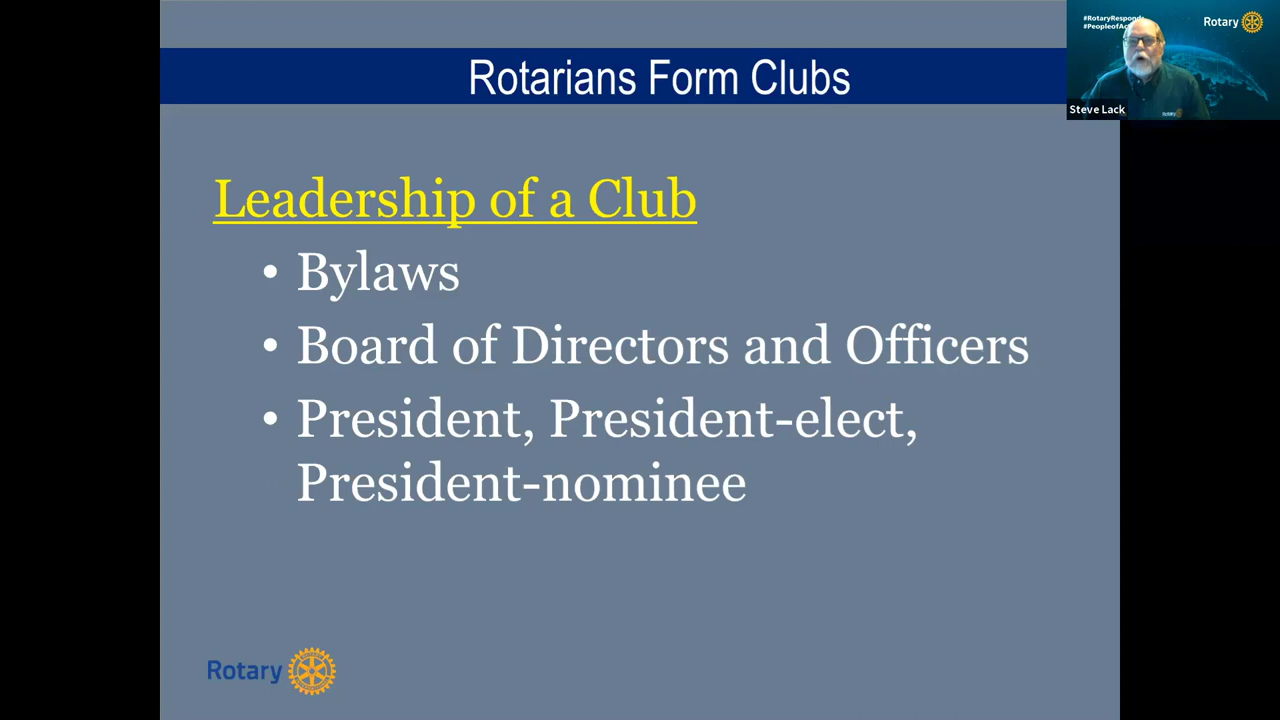 Rotarians Form Clubs
#RotaryResponds
Rotary
Steve Lack
Leadership of a Club
• Bylaws
• Board of Directors and Officers
• President, President-elect,
President-nominee
Rotary